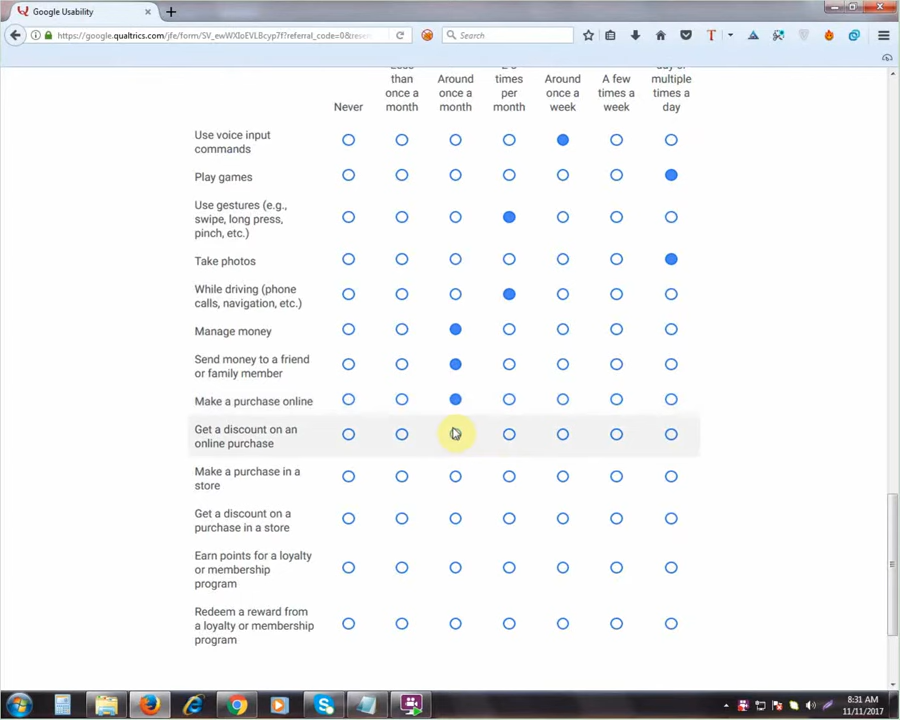 Google Usability
https://google.qualtrics.com/jfe/form/SV_ewWXIoEVLBcyp7f?referral_code=0&treser
Search
than
once a
month
Around
once a
month
times
per
month
Around
once a
week
A few
times a
week
multiple
times a
day
Never
Use voice input
commands
Play games
Use gestures (e.g.,
swipe, long press,
pinch, etc.)
Take photos
While driving (phone
calls, navigation, etc.)
Manage money
Send money to a friend
or family member
Make a purchase online
Get a discount on an
online purchase
Make a purchase in a
store
Get a discount on a
purchase in a store
Earn points for a loyalty
or membership
program
Redeem a reward from
a loyalty or membership
program
8:31 AM
11/11/2017